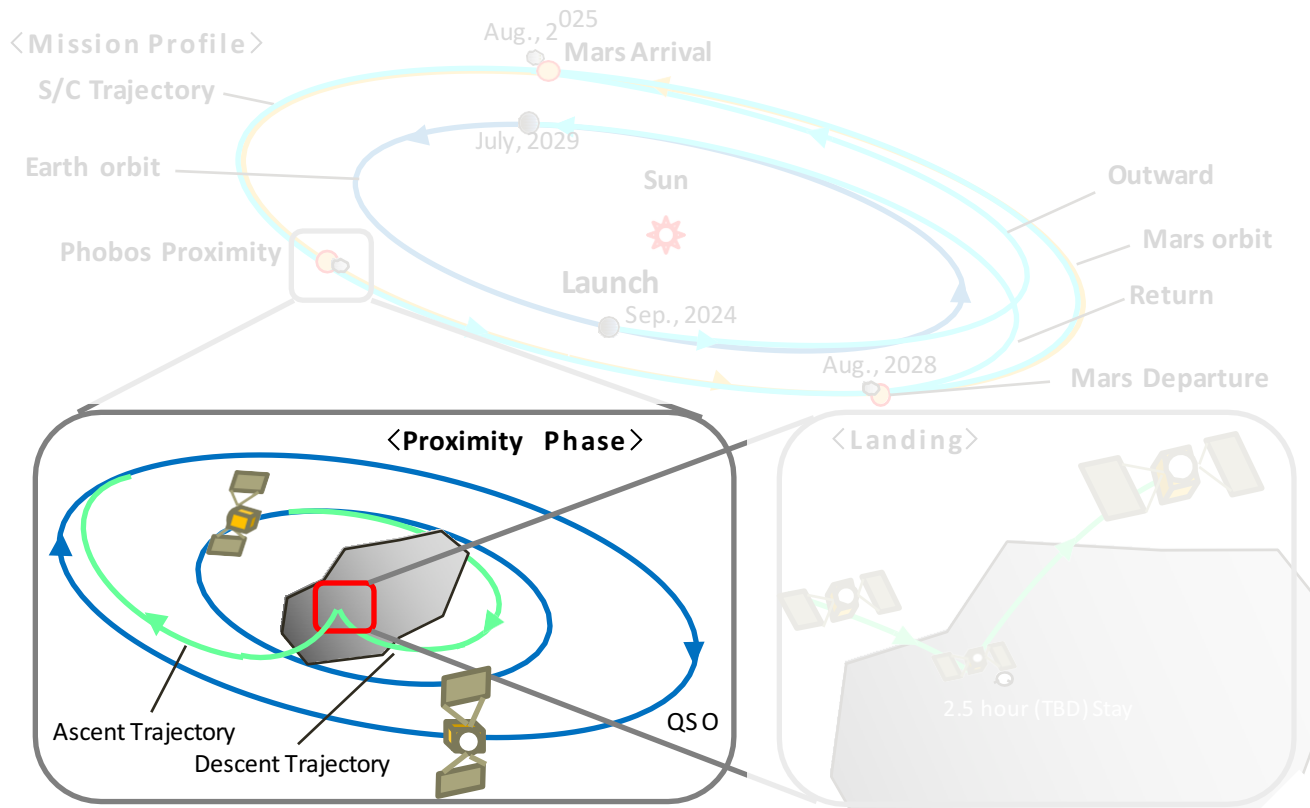 〈Mission Profile〉
Aug., 2025
Mars Arrival
S/C Trajectory
July, 2029
Earth orbit
Sun
Outward
Phobos Proximity
Mars orbit
Launch
Return
Sep., 2024
Aug., 2028
Mars Departure
〈Proximity Phase〉
〈Landing〉
2.5 hour (TBD) Stay
QSO
Ascent Trajectory
Descent Trajectory